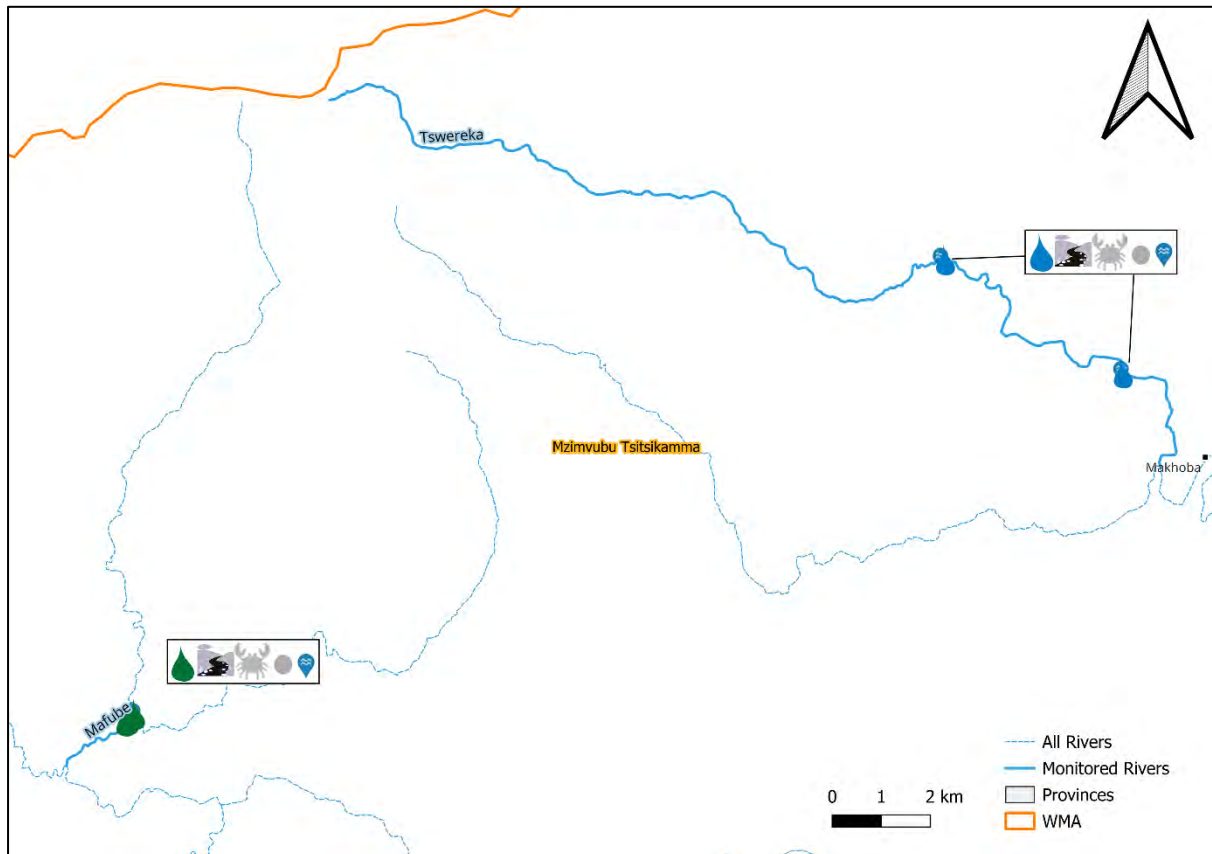 Tswereka
Mzimvubu Tsitsikamma
Makhoba
Mafube
All Rivers
Monitored Rivers
Provinces
WMA
0 1 2 km